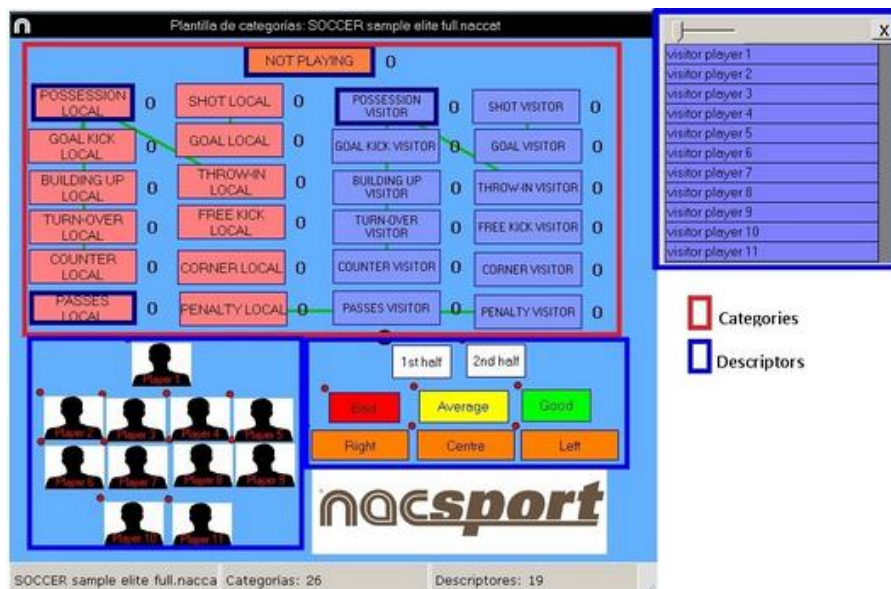 n
Plantilla de categorías: SOCCER sample elite full.naccat
X
visitor player 1
visitor player 2
visitor player 3
visitor player 4
visitor player 5
visitor player 6
visitor player 7
visitor player 8
visitor player 9
visitor player 10
visitor player 11
NOT PLAYING 0
POSSESSION
LOCAL
0
SHOT LOCAL 0
POSSESSION
VISITOR
0
SHOT VISITOR 0
GOAL KICK
LOCAL
0
GOAL LOCAL 0
GOAL KICK VISITOR 0
GOAL VISITOR 0
BUILDING UP
LOCAL
0
THROW-IN
LOCAL
0
BUILDING UP
VISITOR
0
THROW-IN VISITOR 0
TURN-OVER
LOCAL
0
FREE KICK
LOCAL
0
TURN-OVER
VISITOR
0
FREE KICK VISITOR 0
COUNTER
LOCAL
0
CORNER LOCAL 0
COUNTER VISITOR 0
CORNER VISITOR 0
PASSES
LOCAL
0
PENALTY LOCAL 0
PASSES VISITOR 0
PENALTY VISITOR 0
Categories
Descriptors
Player 1
Player 2
Player 3
Player 4
Player 5
Player 6
Player 7
Player 8
Player 9
Player 10
Player 11
1st half
2nd half
Bad
Average
Good
Right
Centre
Left
nacsport
SOCCER sample elite full.nacca
Categorías: 26
Descriptores: 19